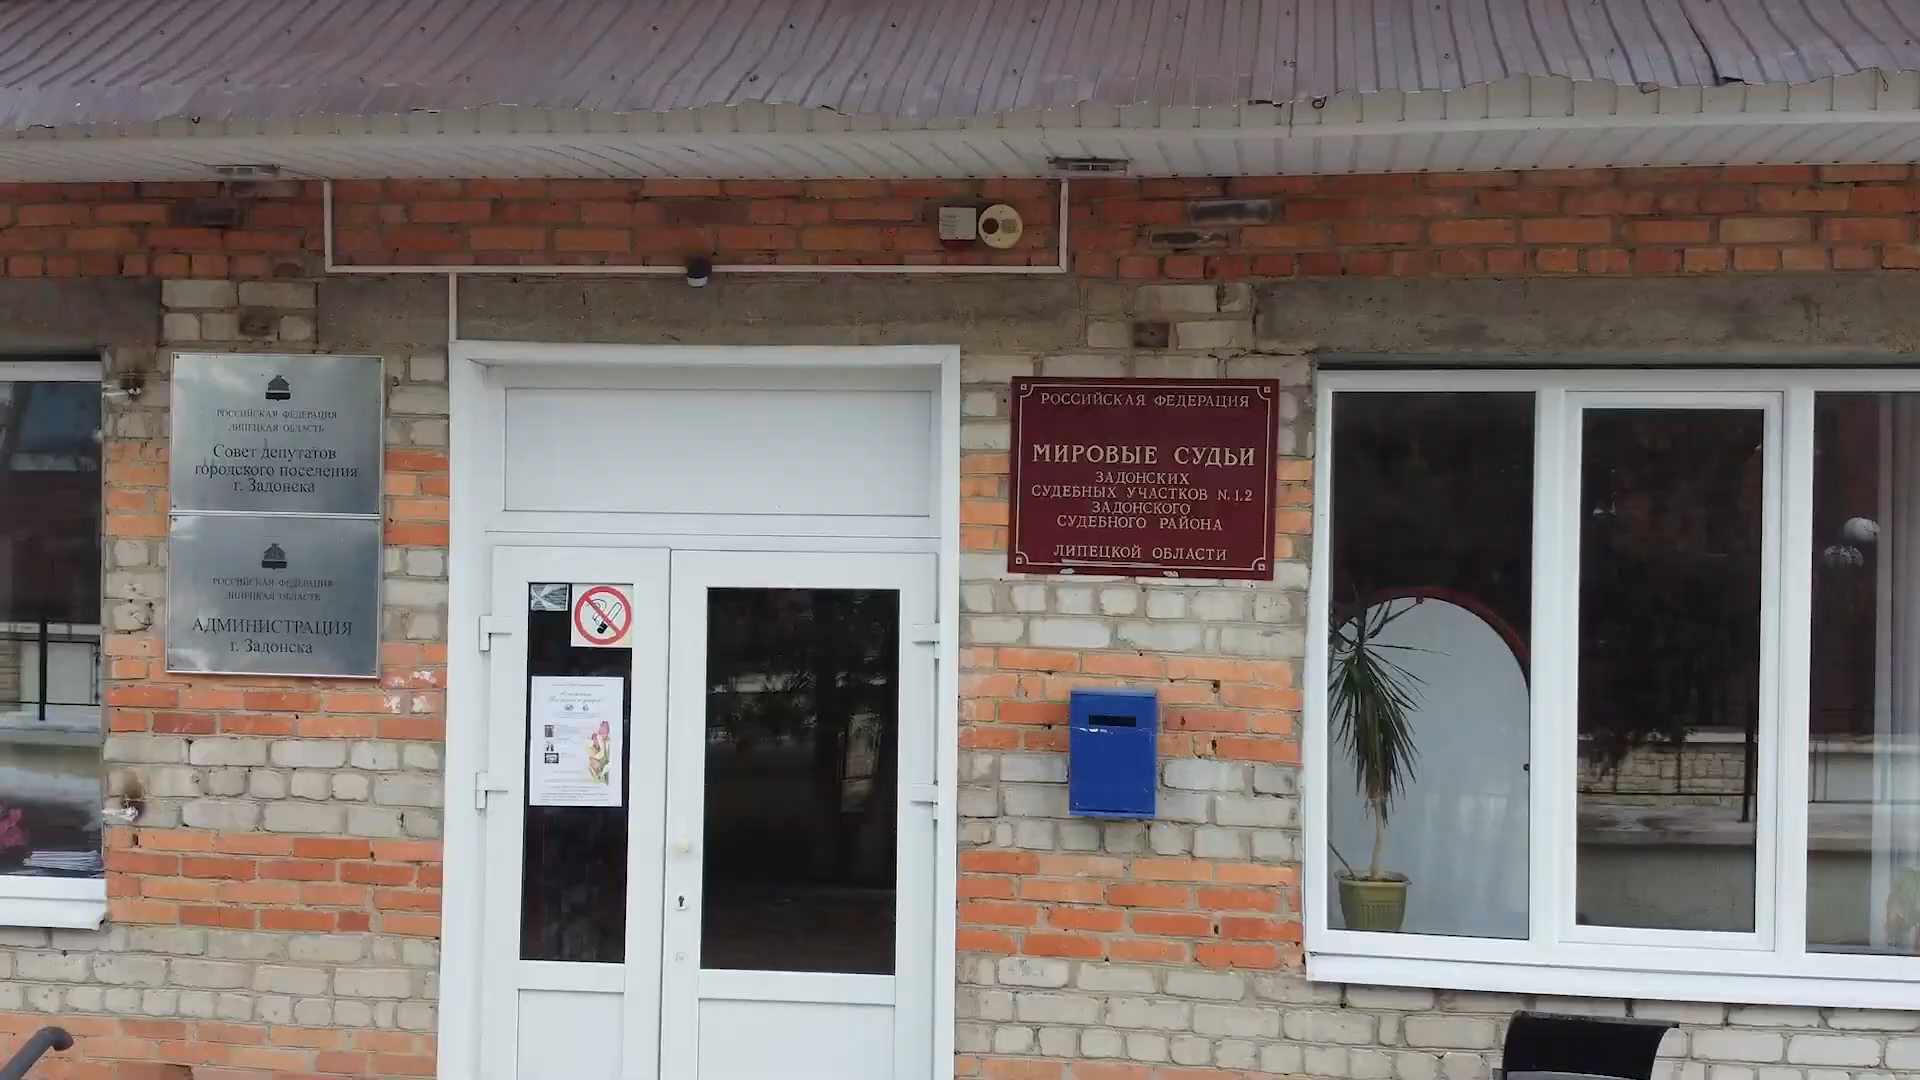 РОССИЙСКАЯ ФЕДЕРАЦИЯ
ЛИПЕЦКАЯ ОБЛАСТЬ
Совет депутатов
городского поселения
г. Задонска
РОССИЙСКАЯ ФЕДЕРАЦИЯ
ЛИПЕЦКАЯ ОБЛАСТЬ
АДМИНИСТРАЦИЯ
г. Задонска
РОССИЙСКАЯ ФЕДЕРАЦИЯ
МИРОВЫЕ СУДЬИ
ЗАДОНСКИХ
СУДЕБНЫХ УЧАСТКОВ N.1.2
ЗАДОНСКОГО
СУДЕБНОГО РАЙОНА
ЛИПЕЦКОЙ ОБЛАСТИ